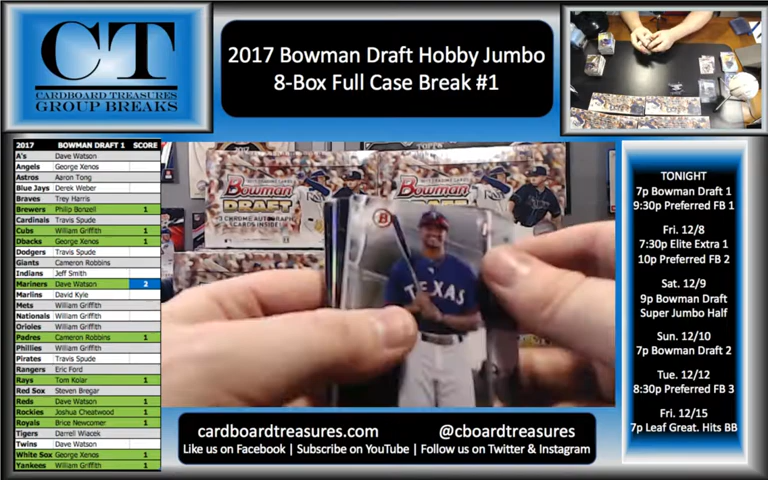 CT
CARDBOARD TREASURES
GROUP BREAKS
2017 Bowman Draft Hobby Jumbo
8-Box Full Case Break #1
2017 BOWMAN DRAFT 1 SCORE
A's Dave Watson
Angels George Xenos
Astros Aaron Tong
Blue Jays Derek Weber
Braves Trey Harris
Brewers Philip Bonzell 1
Cardinals Travis Spude
Cubs William Griffith 1
Dbacks George Xenos 1
Dodgers Travis Spude
Giants Cameron Robbins
Indians Jeff Smith
Mariners Dave Watson 2
Marlins David Kyle
Mets William Griffith
Nationals William Griffith
Orioles William Griffith
Padres Cameron Robbins 1
Phillies William Griffith
Pirates Travis Spude
Rangers Eric Ford
Rays Tom Kolar 1
Red Sox Steven Bregar
Reds Dave Watson 1
Rockies Joshua Cheatwood 1
Royals Brice Newcomer 1
Tigers Darrell Wiacek
Twins Dave Watson
White Sox George Xenos 1
Yankees William Griffith 1
2017
TOPPS
Bowman
DRAFT
3 CHROME AUTOGRAPH
CARDS INSIDE!
Bowman
DRAFT
B
TEXAS
TONIGHT
7p Bowman Draft 1
9:30p Preferred FB 1
Fri. 12/8
7:30p Elite Extra 1
10p Preferred FB 2
Sat. 12/9
9p Bowman Draft
Super Jumbo Half
Sun. 12/10
7p Bowman Draft 2
Tue. 12/12
8:30p Preferred FB 3
Fri. 12/15
7p Leaf Great. Hits BB
cardboardtreasures.com @cboardtreasures
Like us on Facebook | Subscribe on YouTube | Follow us on Twitter & Instagram